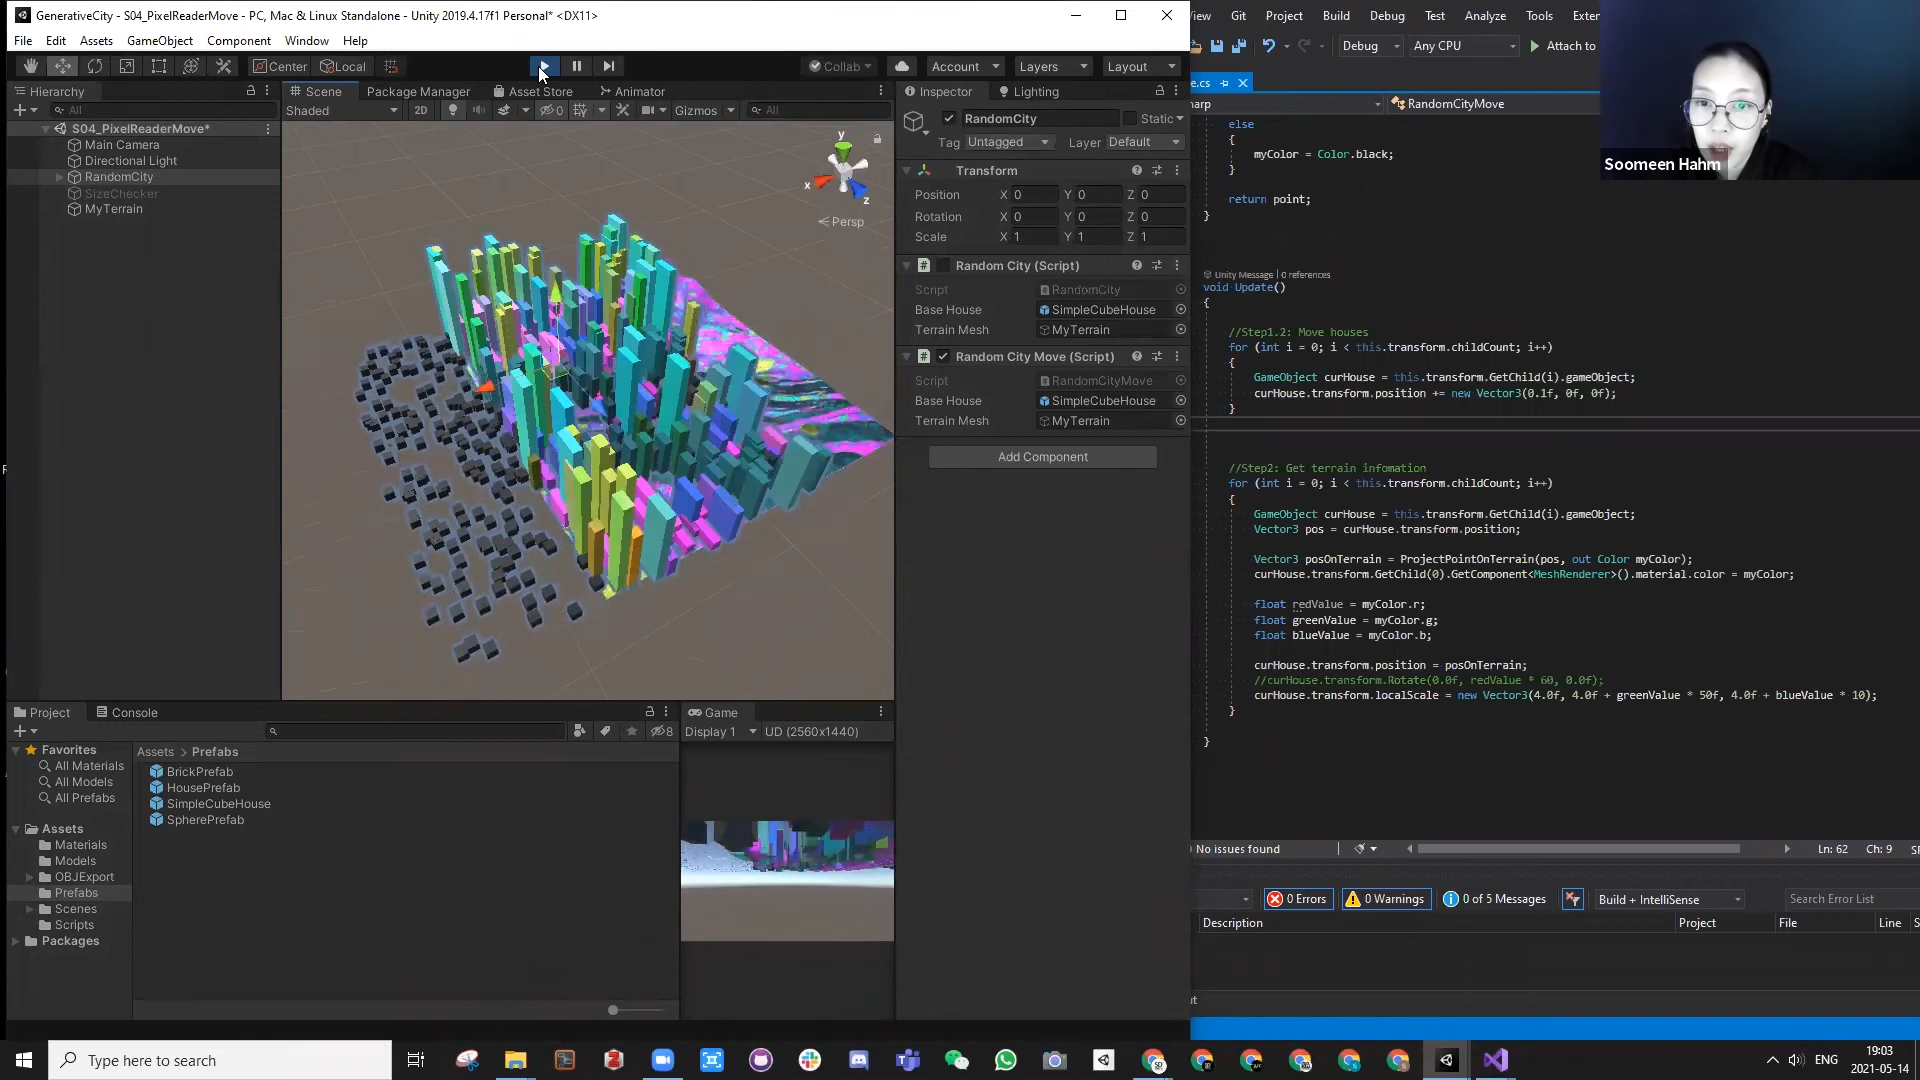 GenerativeCity - S04_PixelReaderMove - PC, Mac & Linux Standalone - Unity 2019.4.17f1 Personal* <DX11>
File Edit Assets GameObject Component Window Help
Center Local Collab Account Layers Layout
Hierarchy
All
S04_PixelReaderMove*
Main Camera
Directional Light
RandomCity
SizeChecker
MyTerrain
Scene Package Manager Asset Store Animator
Shaded 2D 0 Gizmos All
y
x
z
Persp
Inspector Lighting
RandomCity Static
Tag Untagged Layer Default
Transform
Position X 0 Y 0 Z 0
Rotation X 0 Y 0 Z 0
Scale X 1 Y 1 Z 1
Random City (Script)
Script RandomCity
Base House SimpleCubeHouse
Terrain Mesh MyTerrain
Random City Move (Script)
Script RandomCityMove
Base House SimpleCubeHouse
Terrain Mesh MyTerrain
Add Component
Project Console
8
Favorites
All Materials
All Models
All Prefabs
Assets
Materials
Models
OBJExport
Prefabs
Scenes
Scripts
Packages
Assets > Prefabs
BrickPrefab
HousePrefab
SimpleCubeHouse
SpherePrefab
Game
Display 1 UD (2560x1440)
View Git Project Build Debug Test Analyze Tools Exten
Debug Any CPU Attach to
e.cs
harp RandomCityMove
Soomeen Hahm
else
{
myColor = Color.black;
}
return point;
}
Unity Message | 0 references
void Update()
{
//Step1.2: Move houses
for (int i = 0; i < this.transform.childCount; i++)
{
GameObject curHouse = this.transform.GetChild(i).gameObject;
curHouse.transform.position += new Vector3(0.1f, 0f, 0f);
}
//Step2: Get terrain infomation
for (int i = 0; i < this.transform.childCount; i++)
{
GameObject curHouse = this.transform.GetChild(i).gameObject;
Vector3 pos = curHouse.transform.position;
Vector3 posOnTerrain = ProjectPointOnTerrain(pos, out Color myColor);
curHouse.transform.GetChild(0).GetComponent<MeshRenderer>().material.color = myColor;
float redValue = myColor.r;
float greenValue = myColor.g;
float blueValue = myColor.b;
curHouse.transform.position = posOnTerrain;
//curHouse.transform.Rotate(0.0f, redValue * 60, 0.0f);
curHouse.transform.localScale = new Vector3(4.0f, 4.0f + greenValue * 50f, 4.0f + blueValue * 10);
}
}
No issues found Ln: 62 Ch: 9 SP
0 Errors 0 Warnings 0 of 5 Messages Build + IntelliSense Search Error List
Description Project File Line S
ut
Type here to search
ENG
19:03
2021-05-14